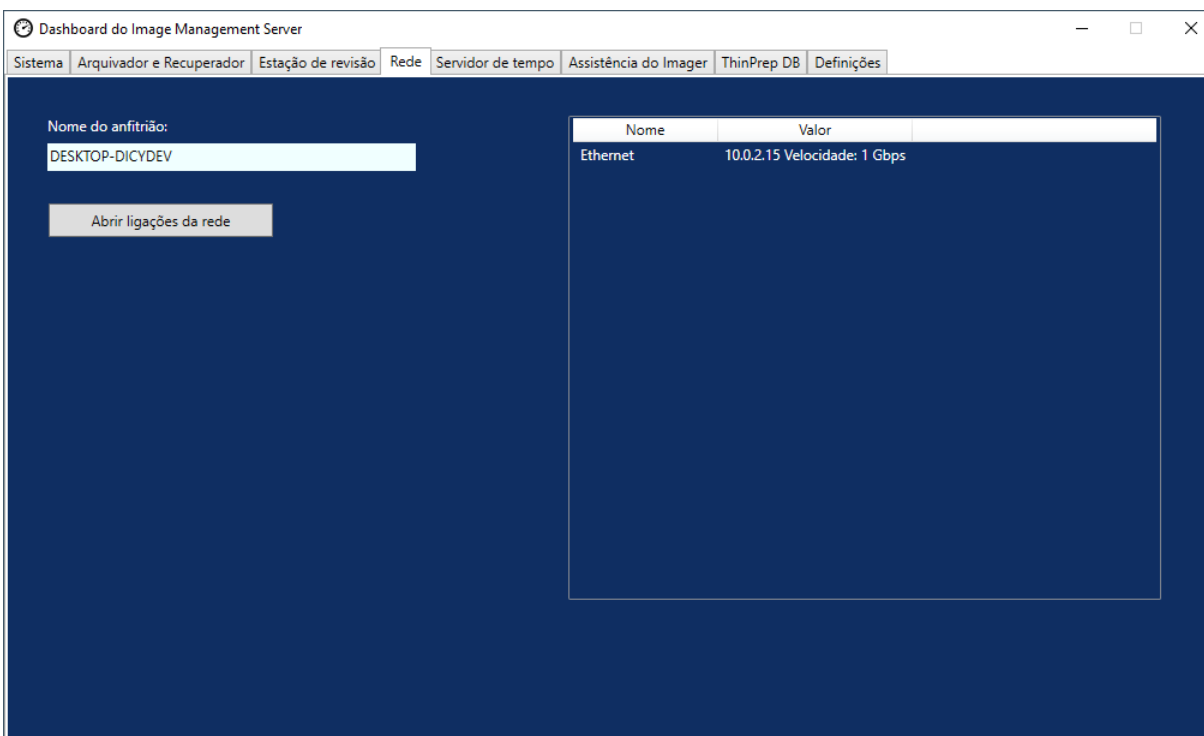 Dashboard do Image Management Server
Sistema Arquivador e Recuperador Estação de revisão Rede Servidor de tempo Assistência do Imager ThinPrep DB Definições
Nome do anfitrião:
DESKTOP-DICYDEV
Abrir ligações da rede
Nome Valor
Ethernet 10.0.2.15 Velocidade: 1 Gbps